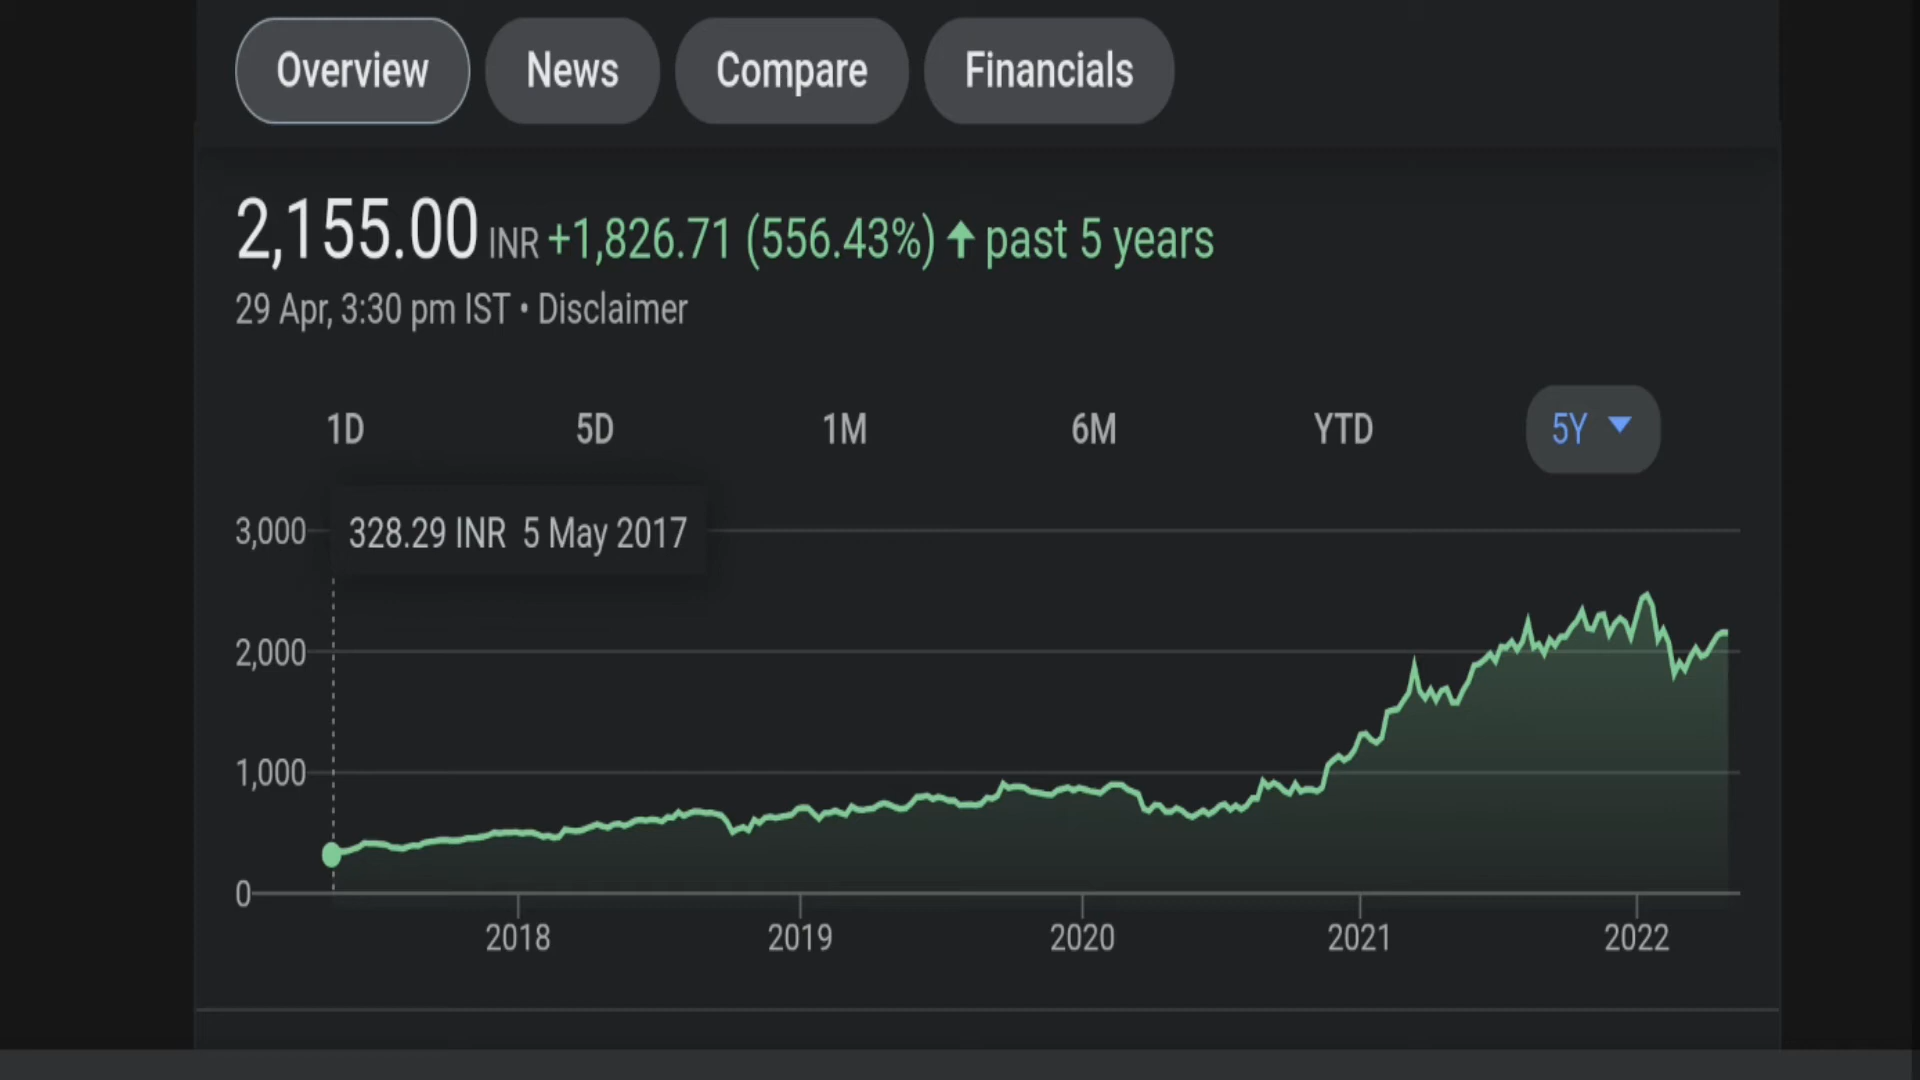 Overview News Compare Financials
2,155.00 INR +1,826.71 (556.43%) ↑ past 5 years
29 Apr, 3:30 pm IST • Disclaimer
1D 5D 1M 6M YTD 5Y
328.29 INR 5 May 2017
3,000
2,000
1,000
0
2018 2019 2020 2021 2022